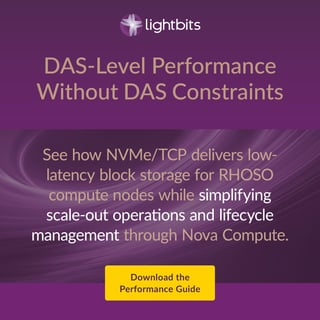 lightbits
DAS-Level Performance
Without DAS Constraints
See how NVMe/TCP delivers low-
latency block storage for RHOSO
compute nodes while simplifying
scale-out operations and lifecycle
management through Nova Compute.
Download the
Performance Guide